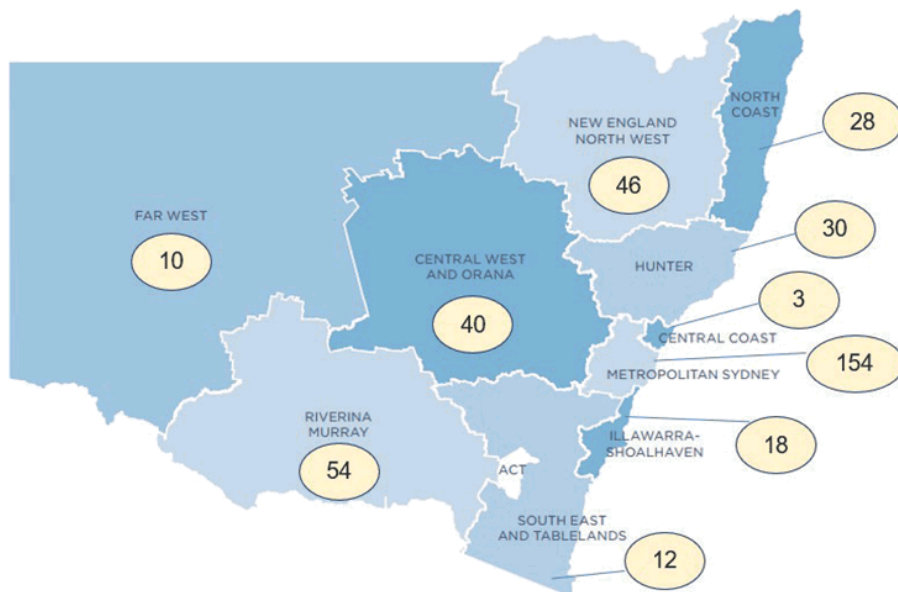 NORTH
COAST
28
NEW ENGLAND
NORTH WEST
46
FAR WEST
10
30
CENTRAL WEST
AND ORANA
40
HUNTER
3
CENTRAL COAST
METROPOLITAN SYDNEY
154
RIVERINA
MURRAY
54
ILLAWARRA-
SHOALHAVEN
18
ACT
SOUTH EAST
AND TABLELANDS
12